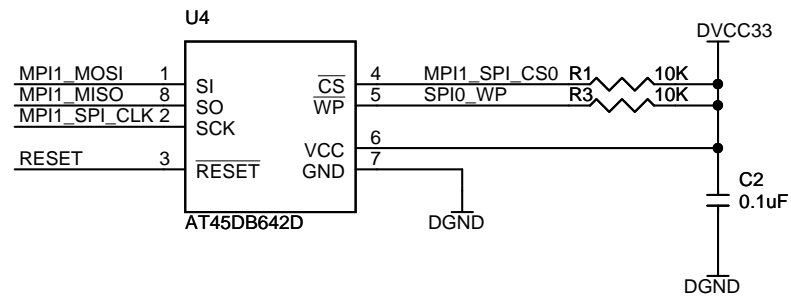 U4
DVCC33
MPI1_MOSI 1 SI CS 4 MPI1_SPI_CS0 R1 10K
MPI1_MISO 8 SO WP 5 SPI0_WP R3 10K
MPI1_SPI_CLK 2 SCK
VCC 6
RESET 3 RESET GND 7
C2
0.1uF
AT45DB642D
DGND
DGND